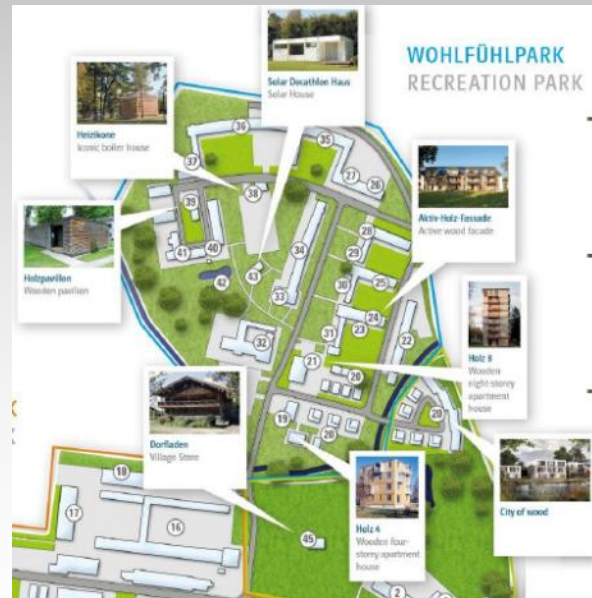 WOHLFÜHLPARK
RECREATION PARK
Solar Decathlon Haus
Solar House
Heizikone
Iconic boiler house
Aktiv-Holz-Fassade
Active wood facade
Holzpavillon
Wooden pavilion
Holz 8
Wooden
eight-storey
apartment
house
Dorfladen
Village Store
Holz 4
Wooden four-
storey apartment
house
City of wood
36
35
37
27
26
38
39
28
34
29
40
41
43
25
42
30
33
24
31
23
32
22
21
20
19
20
20
18
17
16
45
2
K